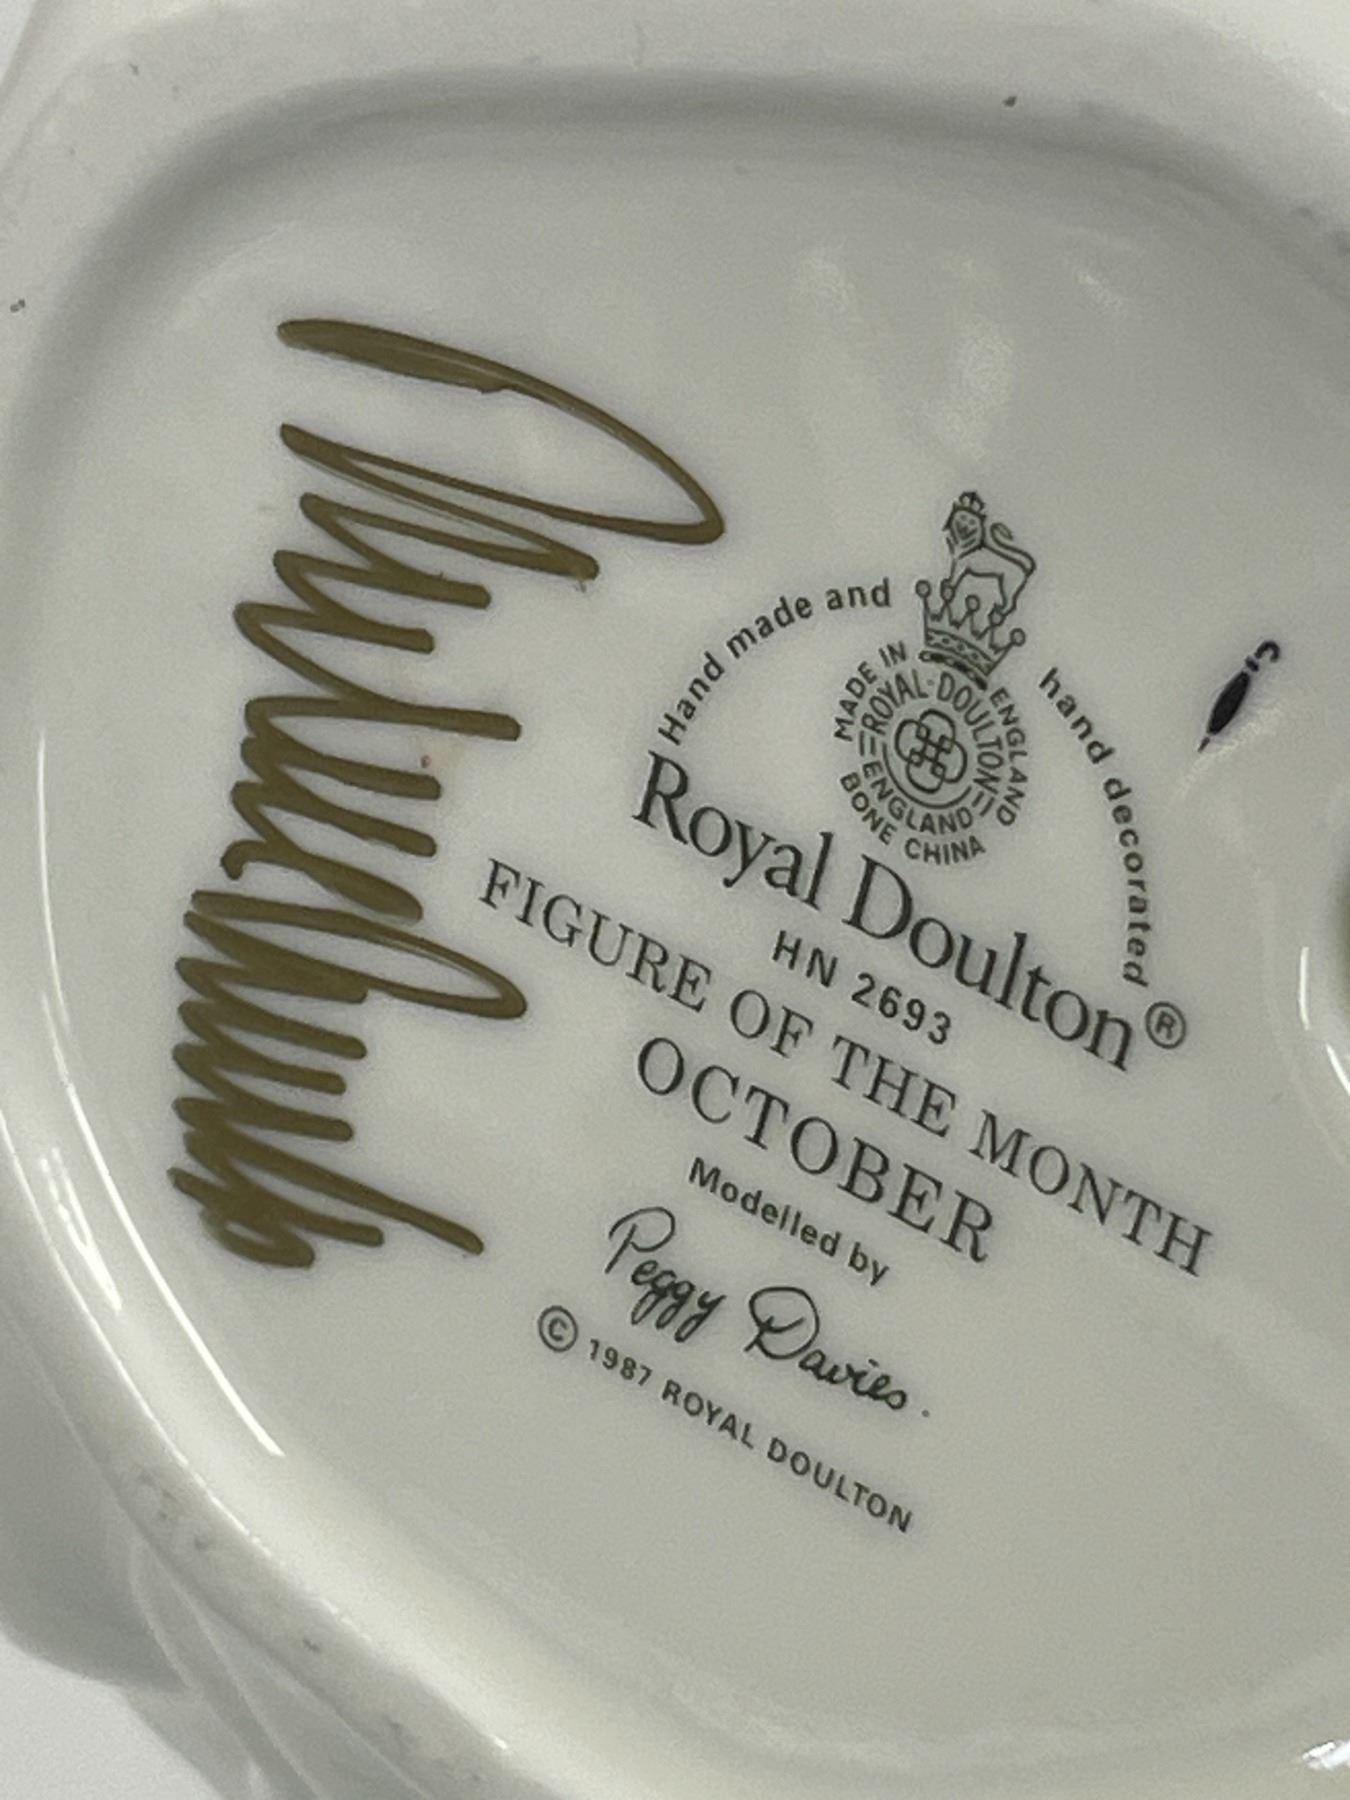 Hand made and hand decorated
MADE IN ENGLAND
ROYAL·DOULTON
ENGLAND
BONE CHINA
Royal Doulton®
HN 2693
FIGURE OF THE MONTH
OCTOBER
Modelled by
Peggy Davies.
© 1987 ROYAL DOULTON